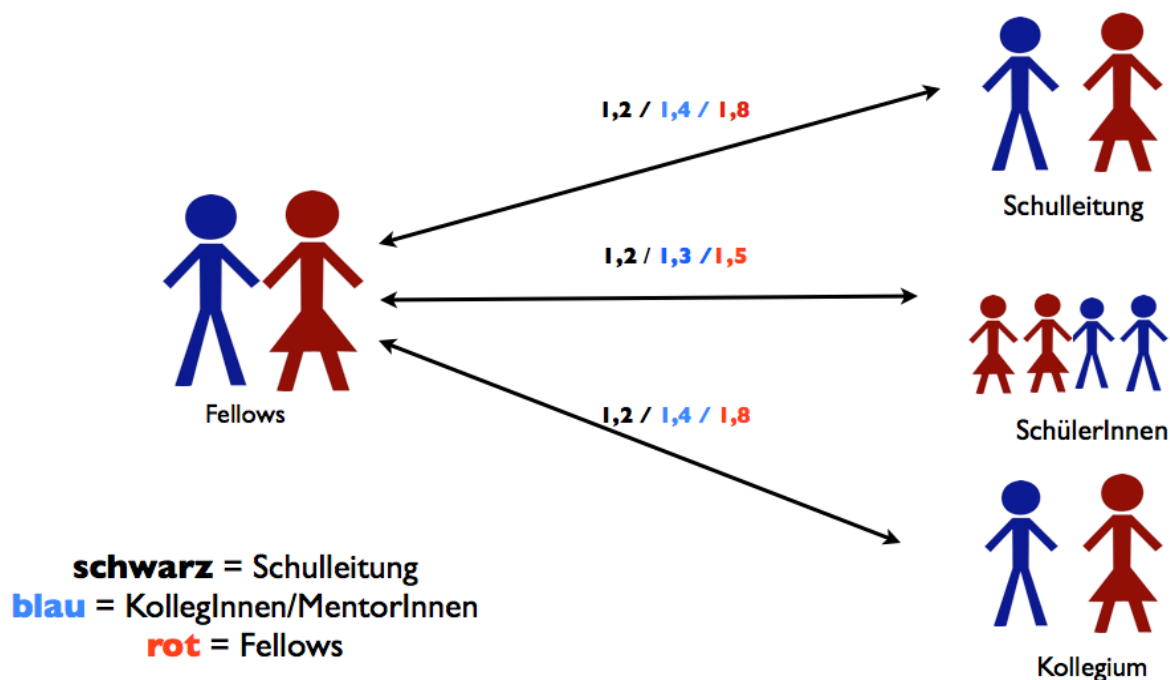 1,2 / 1,4 / 1,8
Schulleitung
1,2 / 1,3 /1,5
Fellows
SchülerInnen
1,2 / 1,4 / 1,8
schwarz = Schulleitung
blau = KollegInnen/MentorInnen
rot = Fellows
Kollegium